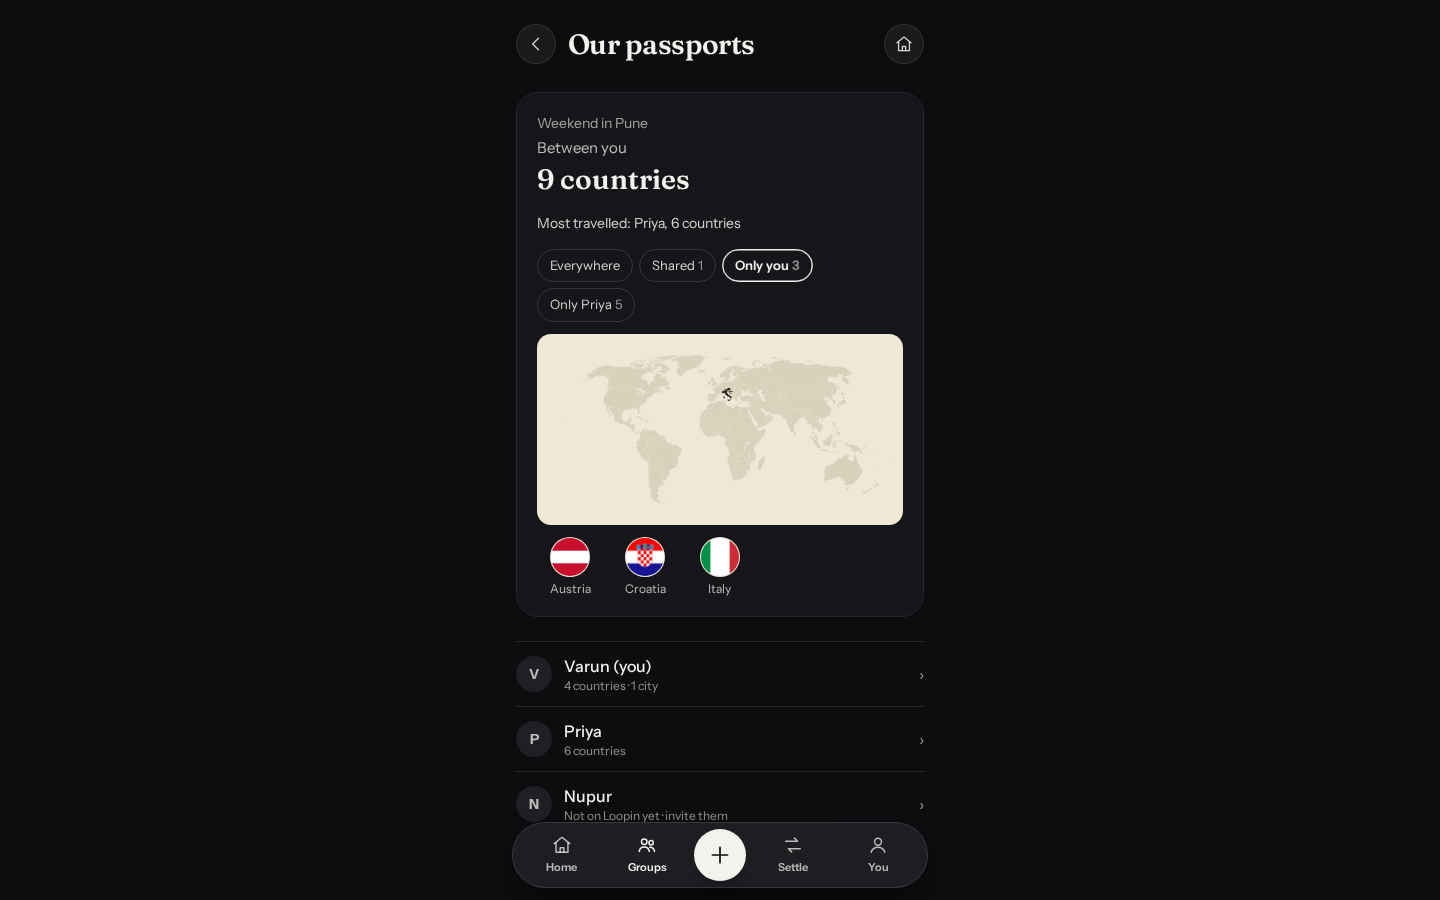 Our passports
Weekend in Pune
Between you
9 countries
Most travelled: Priya, 6 countries
Everywhere
Shared 1
Only you 3
Only Priya 5
Austria
Croatia
Italy
V
Varun (you)
4 countries · 1 city
P
Priya
6 countries
N
Nupur
Not on Loopin yet · invite them
Home
Groups
Settle
You